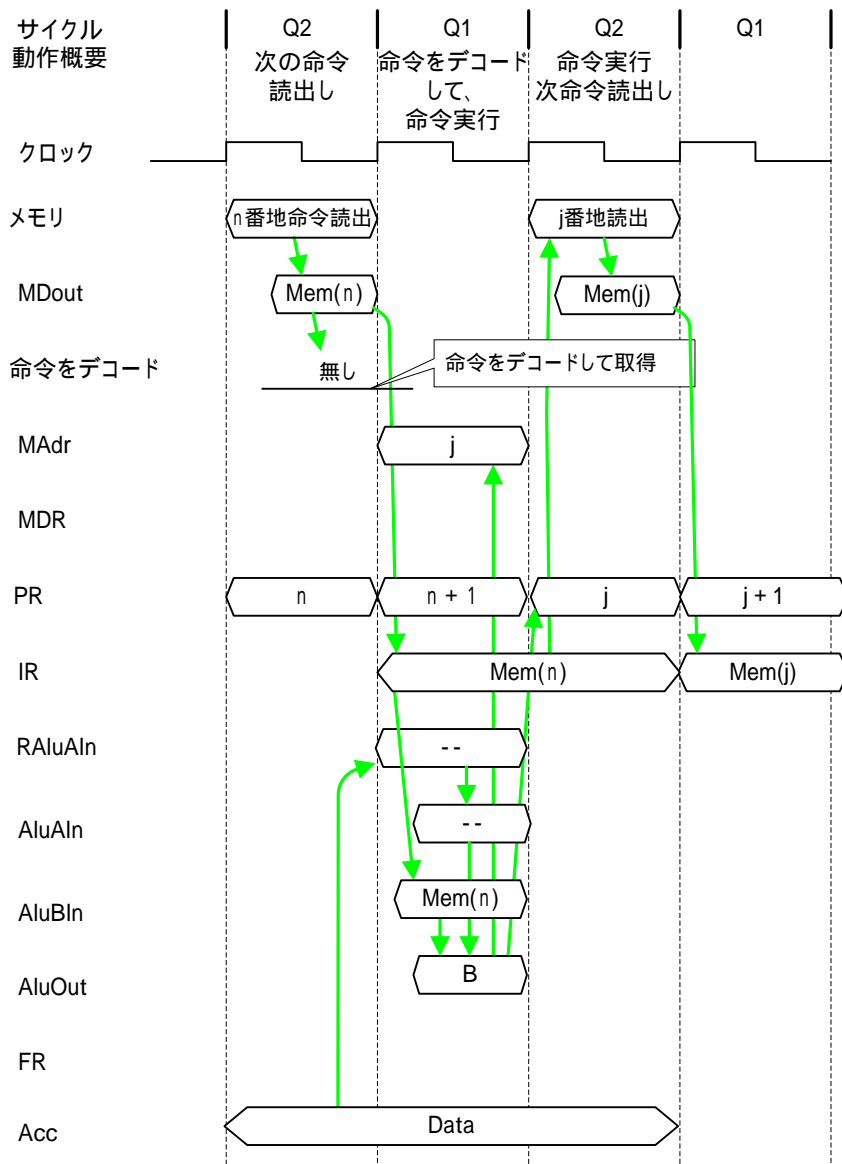 サイクル Q2 Q1 Q2 Q1
動作概要 次の命令 命令をデコード 命令実行
読出し して、 次命令読出し
命令実行
クロック
メモリ n番地命令読出 j番地読出
MDout Mem(n) Mem(j)
命令をデコード 無し 命令をデコードして取得
MAdr j
MDR
PR n n + 1 j j + 1
IR Mem(n) Mem(j)
RAluAIn --
AluAIn --
AluBIn Mem(n)
AluOut B
FR
Acc Data